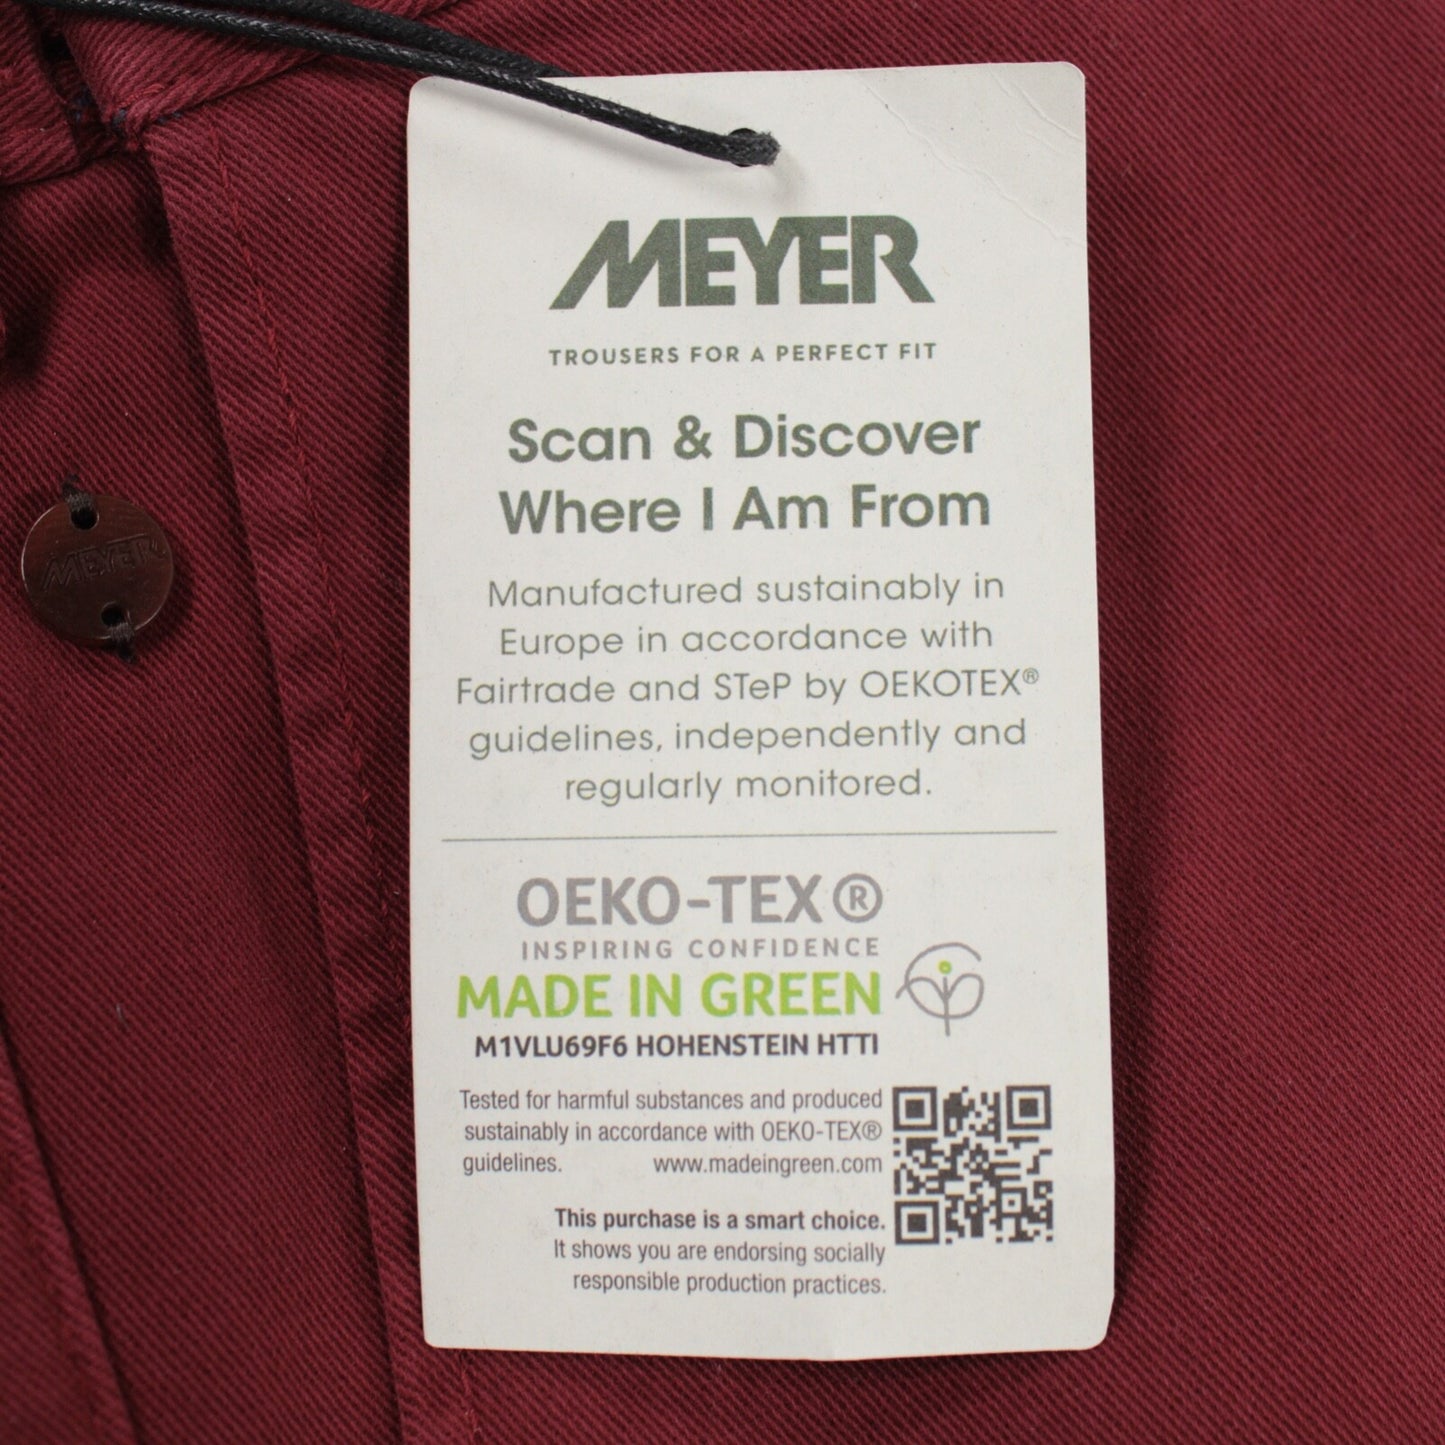 MEYER
TROUSERS FOR A PERFECT FIT
Scan & Discover
Where I Am From
Manufactured sustainably in
Europe in accordance with
Fairtrade and STeP by OEKOTEX®
guidelines, independently and
regularly monitored.
OEKO-TEX®
INSPIRING CONFIDENCE
MADE IN GREEN
M1VLU69F6 HOHENSTEIN HTTI
Tested for harmful substances and produced
sustainably in accordance with OEKO-TEX®
guidelines. www.madeingreen.com
This purchase is a smart choice.
It shows you are endorsing socially
responsible production practices.
MEYER